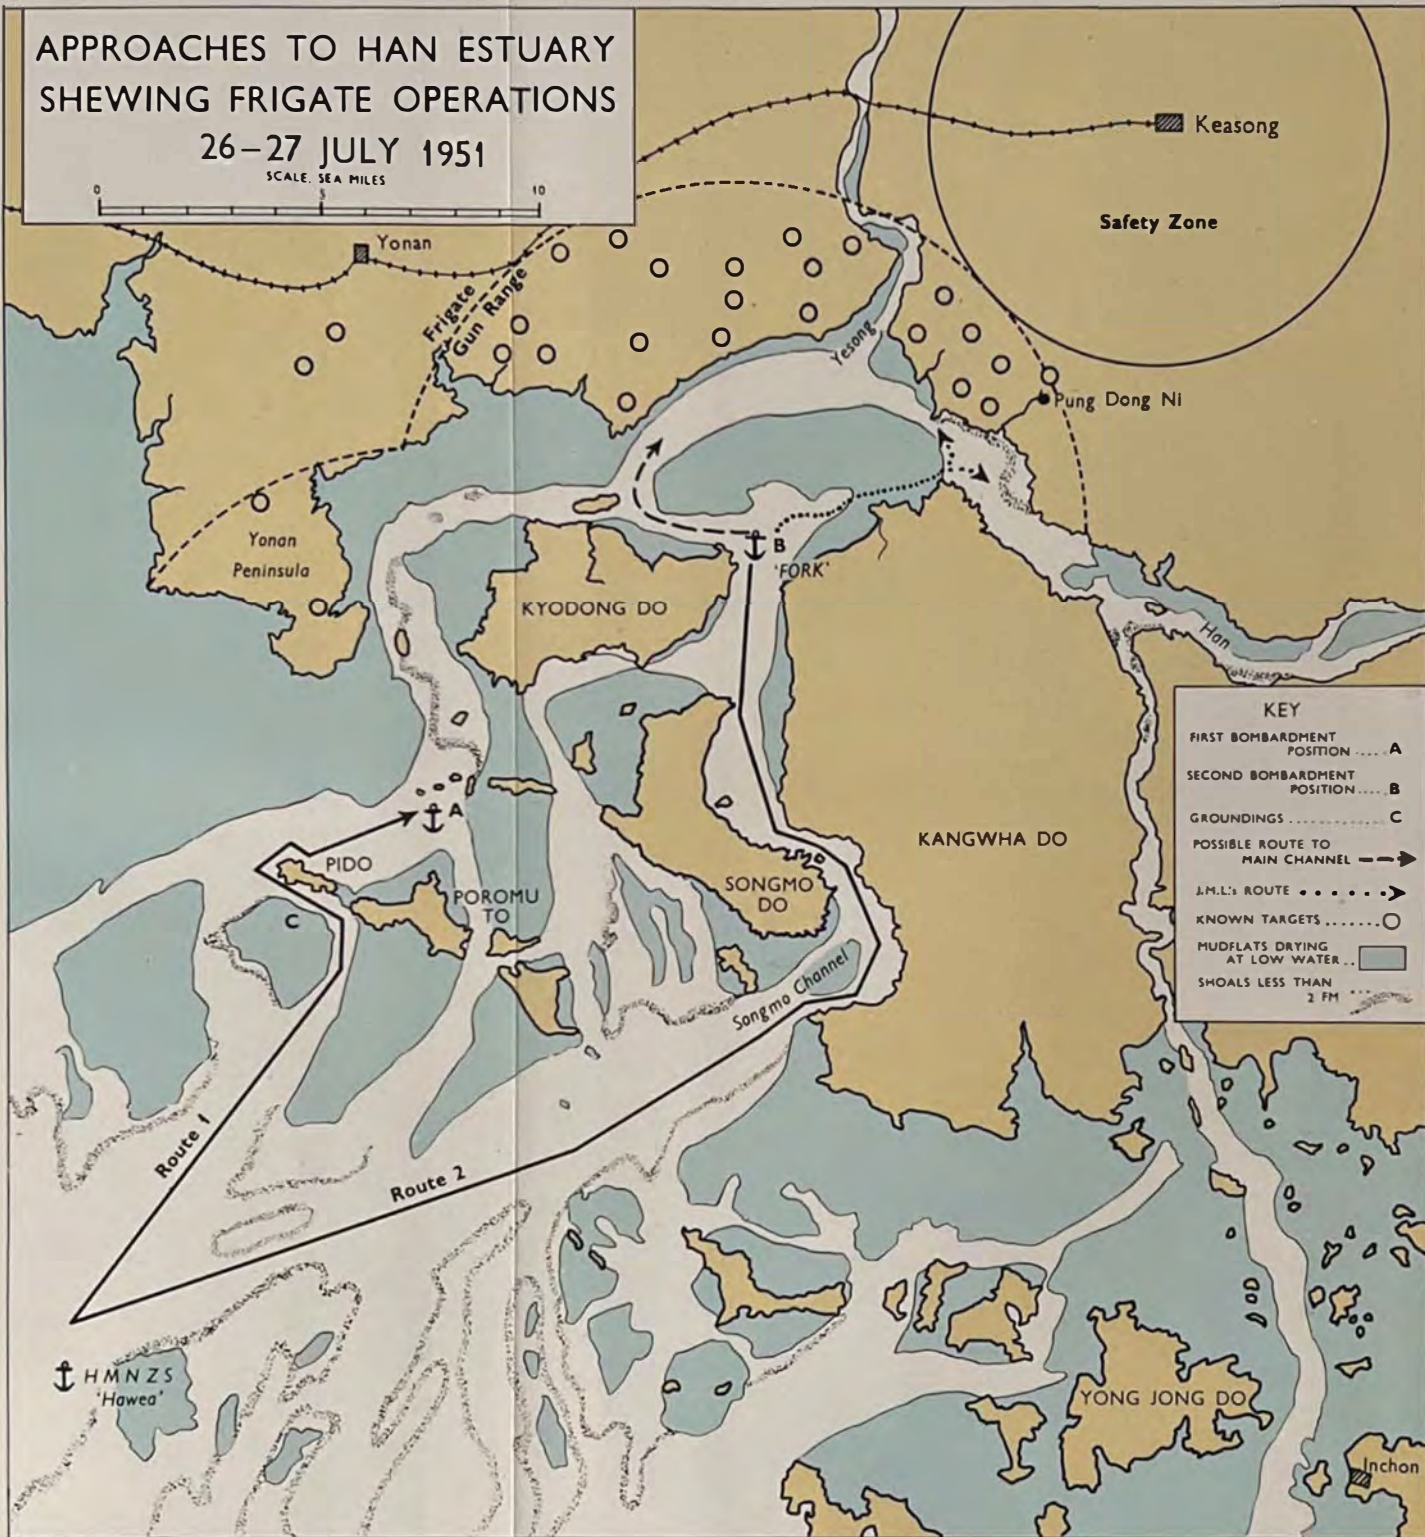 APPROACHES TO HAN ESTUARY
SHEWING FRIGATE OPERATIONS
26–27 JULY 1951
SCALE. SEA MILES
0 5 10
Keasong
Safety Zone
Yonan
Frigate
Gun Range
Yesong
Pung Dong Ni
Yonan
Peninsula
B
'FORK'
KYODONG DO
Han
KEY
FIRST BOMBARDMENT
POSITION .... A
SECOND BOMBARDMENT
POSITION .... B
GROUNDINGS ............... C
POSSIBLE ROUTE TO
MAIN CHANNEL
J.M.L.'s ROUTE
KNOWN TARGETS .......
MUDFLATS DRYING
AT LOW WATER ..
SHOALS LESS THAN
2 FM ...
A
KANGWHA DO
PIDO
POROMU
TO
SONGMO
DO
C
Songmo Channel
Route 1
Route 2
HMNZS
'Hawea'
YONG JONG DO
Inchon